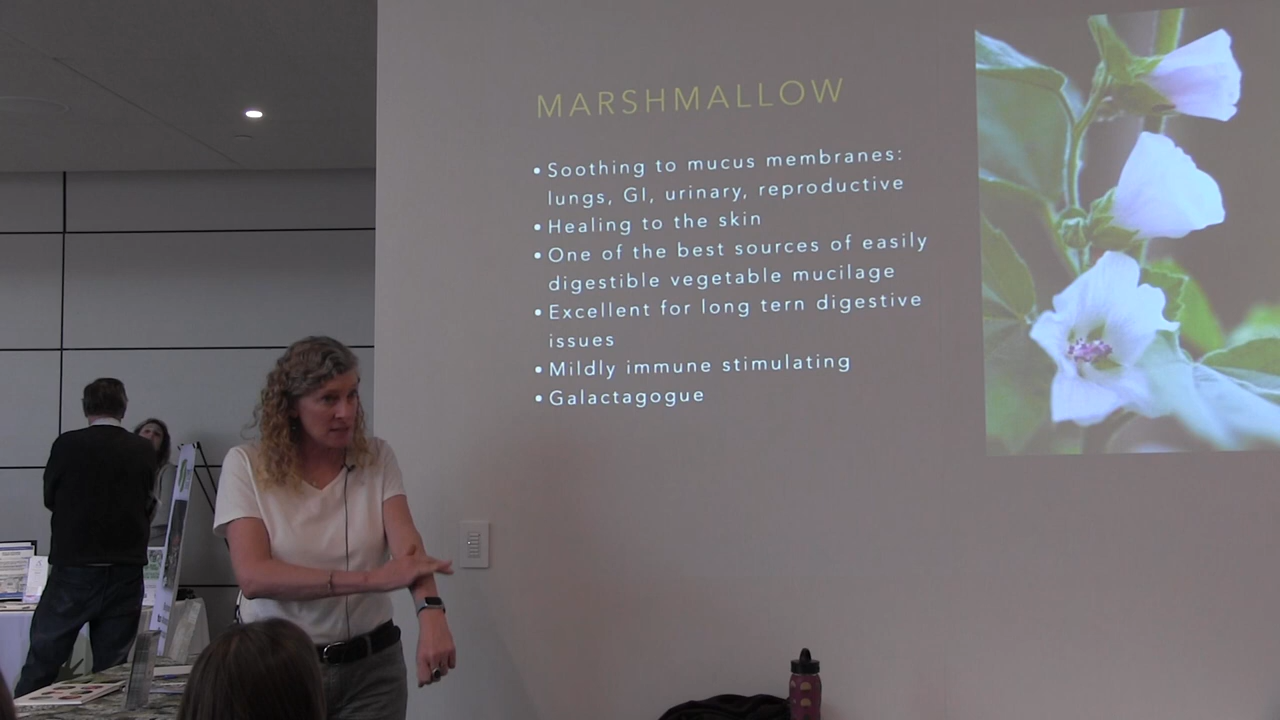 MARSHMALLOW
• Soothing to mucus membranes:
lungs, GI, urinary, reproductive
• Healing to the skin
• One of the best sources of easily
digestible vegetable mucilage
• Excellent for long tern digestive
issues
• Mildly immune stimulating
• Galactagogue